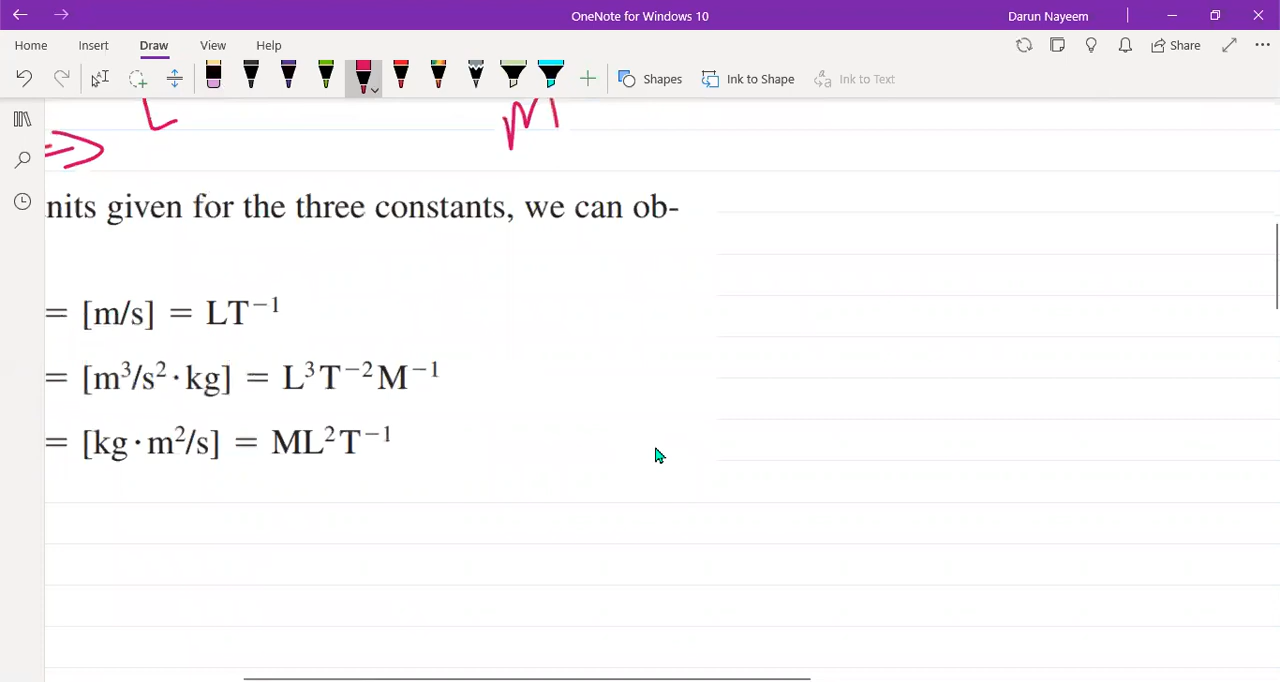 OneNote for Windows 10
Darun Nayeem
Home Insert Draw View Help
Share
Shapes Ink to Shape Ink to Text
L
M
=>
nits given for the three constants, we can ob-
= [m/s] = LT⁻¹
= [m³/s²·kg] = L³T⁻²M⁻¹
= [kg·m²/s] = ML²T⁻¹